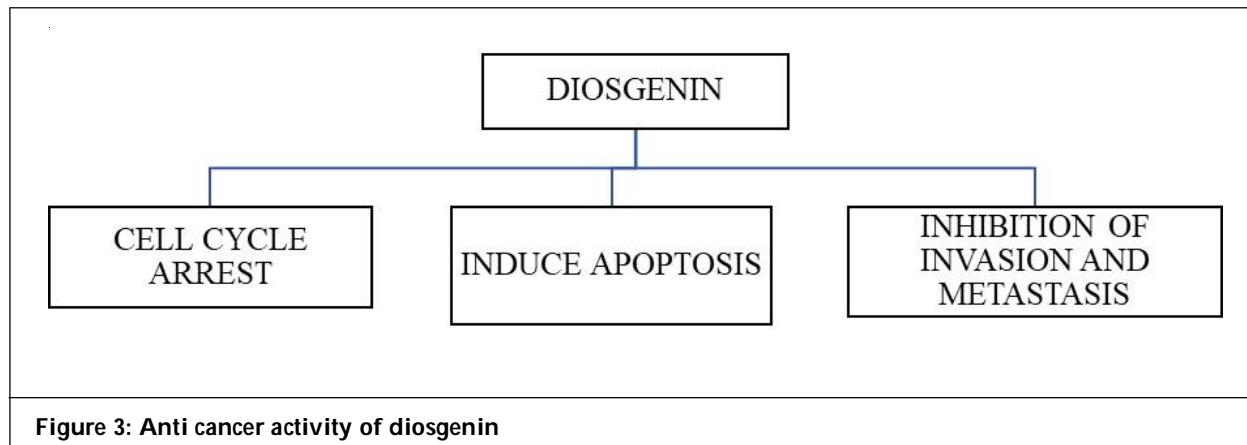 DIOSGENIN
CELL CYCLE
ARREST
INDUCE APOPTOSIS
INHIBITION OF
INVASION AND
METASTASIS
Figure 3: Anti cancer activity of diosgenin